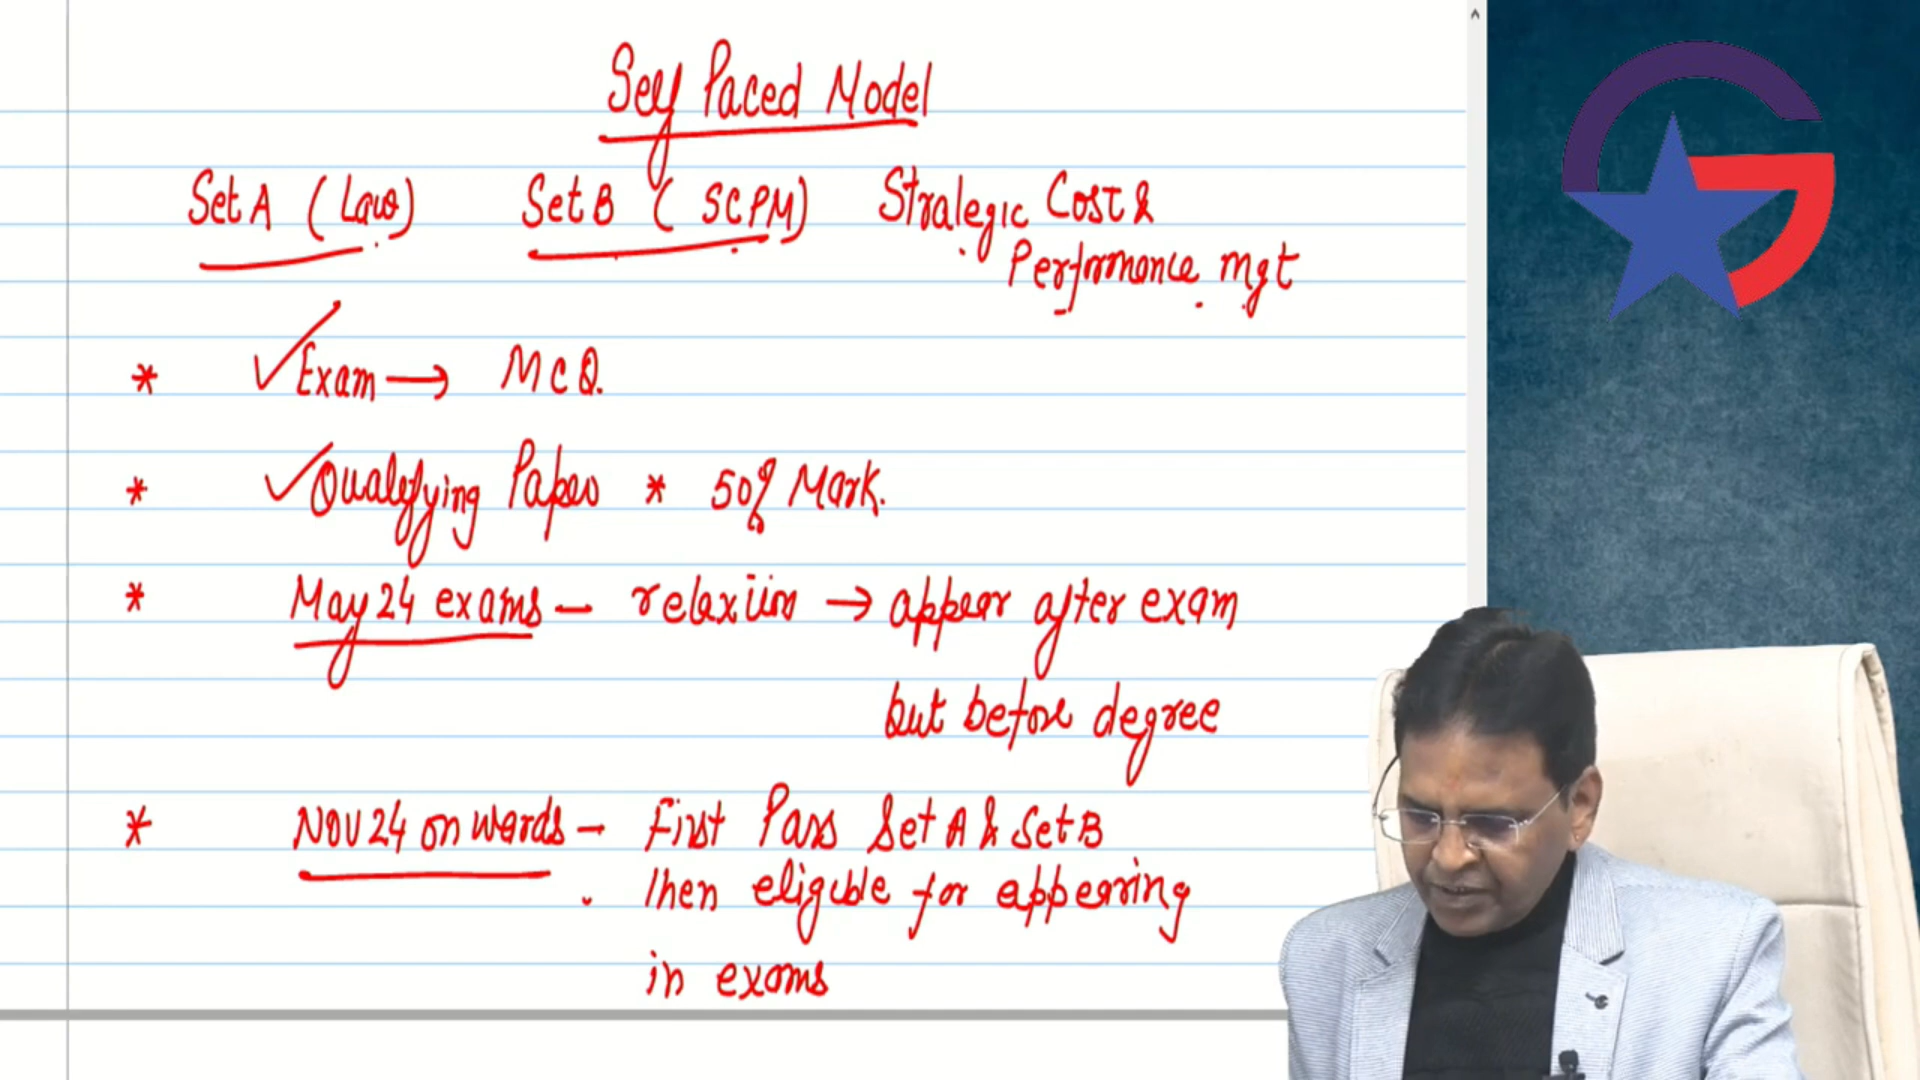 Self Paced Model
Set A (Law) Set B (SCPM) Strategic Cost &
Performance mgt
* ✓Exam → MCQ.
* ✓Qualifying Paper * 50% Mark.
* May 24 exams - relaxtion → appear after exam
but before degree
* Nov 24 onwards - First Pass Set A & Set B
. Then eligible for appearing
in exams